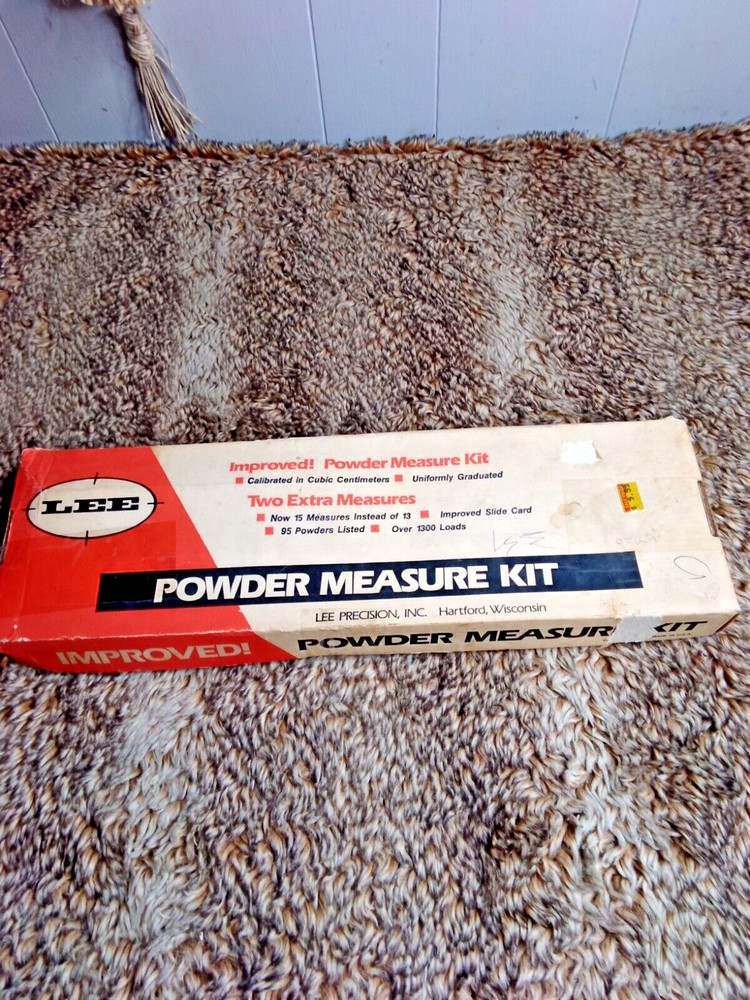 LEE
Improved! Powder Measure Kit
■ Calibrated in Cubic Centimeters ■ Uniformly Graduated
Two Extra Measures
■ Now 15 Measures Instead of 13 ■ Improved Slide Card
■ 95 Powders Listed ■ Over 1300 Loads
POWDER MEASURE KIT
LEE PRECISION, INC. Hartford, Wisconsin
IMPROVED! POWDER MEASUR KIT